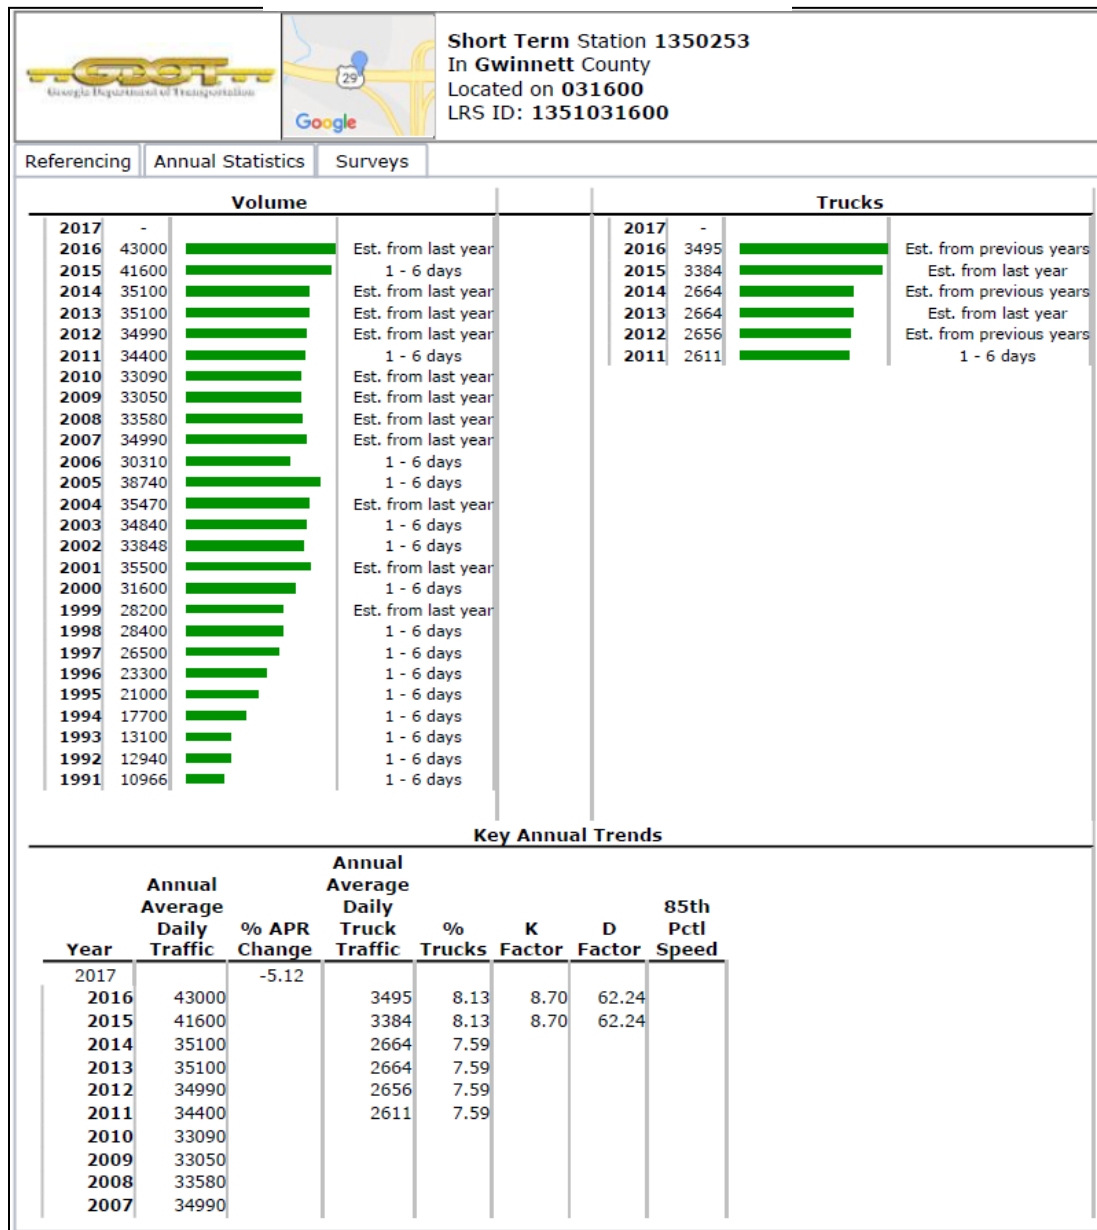 GDOT
Georgia Department of Transportation
29
Google
Short Term Station 1350253
In Gwinnett County
Located on 031600
LRS ID: 1351031600
Referencing Annual Statistics Surveys
Volume
2017 -
2016 43000 Est. from last year
2015 41600 1 - 6 days
2014 35100 Est. from last year
2013 35100 Est. from last year
2012 34990 Est. from last year
2011 34400 1 - 6 days
2010 33090 Est. from last year
2009 33050 Est. from last year
2008 33580 Est. from last year
2007 34990 Est. from last year
2006 30310 1 - 6 days
2005 38740 1 - 6 days
2004 35470 Est. from last year
2003 34840 1 - 6 days
2002 33848 1 - 6 days
2001 35500 Est. from last year
2000 31600 1 - 6 days
1999 28200 Est. from last year
1998 28400 1 - 6 days
1997 26500 1 - 6 days
1996 23300 1 - 6 days
1995 21000 1 - 6 days
1994 17700 1 - 6 days
1993 13100 1 - 6 days
1992 12940 1 - 6 days
1991 10966 1 - 6 days
Trucks
2017 -
2016 3495 Est. from previous years
2015 3384 Est. from last year
2014 2664 Est. from previous years
2013 2664 Est. from last year
2012 2656 Est. from previous years
2011 2611 1 - 6 days
Key Annual Trends
Year Annual Average Daily Traffic % APR Change Annual Average Daily Truck Traffic % Trucks K Factor D Factor 85th Pctl Speed
2017 -5.12
2016 43000 3495 8.13 8.70 62.24
2015 41600 3384 8.13 8.70 62.24
2014 35100 2664 7.59
2013 35100 2664 7.59
2012 34990 2656 7.59
2011 34400 2611 7.59
2010 33090
2009 33050
2008 33580
2007 34990